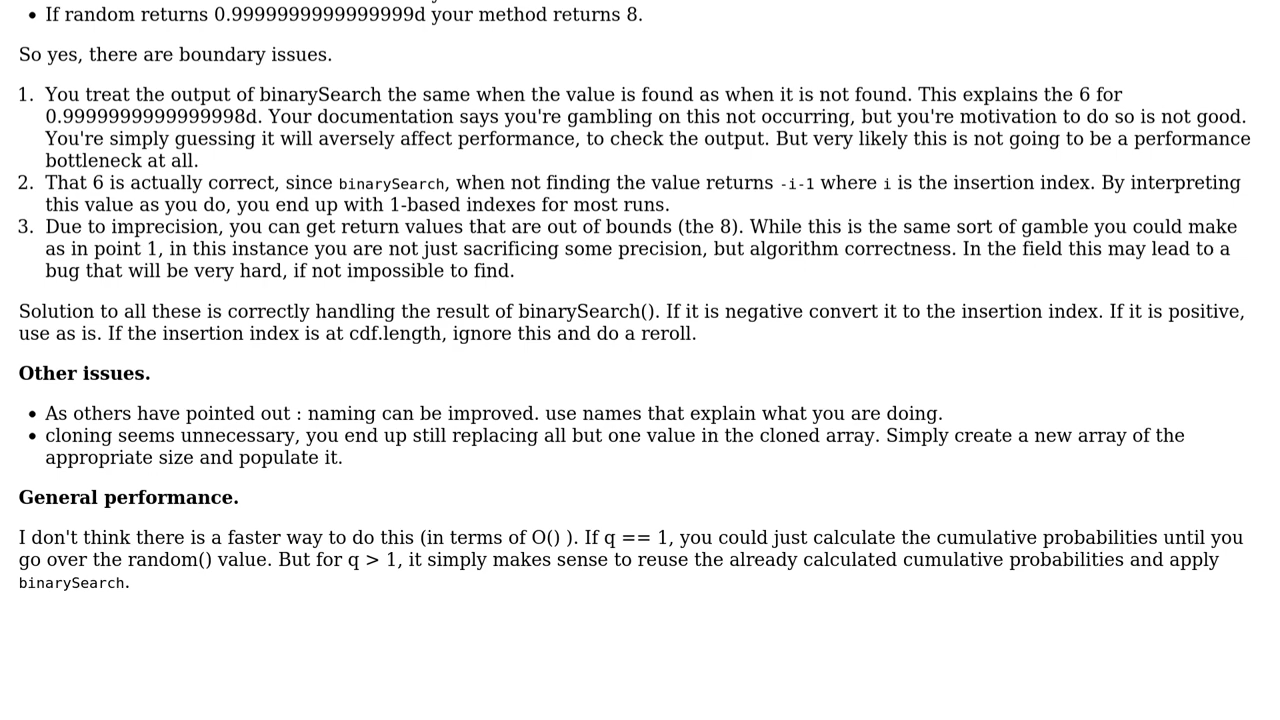 • If random returns 0.9999999999999999d your method returns 8.
So yes, there are boundary issues.
1. You treat the output of binarySearch the same when the value is found as when it is not found. This explains the 6 for
0.9999999999999998d. Your documentation says you're gambling on this not occurring, but you're motivation to do so is not good.
You're simply guessing it will aversely affect performance, to check the output. But very likely this is not going to be a performance
bottleneck at all.
2. That 6 is actually correct, since binarySearch, when not finding the value returns -i-1 where i is the insertion index. By interpreting
this value as you do, you end up with 1-based indexes for most runs.
3. Due to imprecision, you can get return values that are out of bounds (the 8). While this is the same sort of gamble you could make
as in point 1, in this instance you are not just sacrificing some precision, but algorithm correctness. In the field this may lead to a
bug that will be very hard, if not impossible to find.
Solution to all these is correctly handling the result of binarySearch(). If it is negative convert it to the insertion index. If it is positive,
use as is. If the insertion index is at cdf.length, ignore this and do a reroll.
Other issues.
• As others have pointed out : naming can be improved. use names that explain what you are doing.
• cloning seems unnecessary, you end up still replacing all but one value in the cloned array. Simply create a new array of the
appropriate size and populate it.
General performance.
I don't think there is a faster way to do this (in terms of O() ). If q == 1, you could just calculate the cumulative probabilities until you
go over the random() value. But for q > 1, it simply makes sense to reuse the already calculated cumulative probabilities and apply
binarySearch.